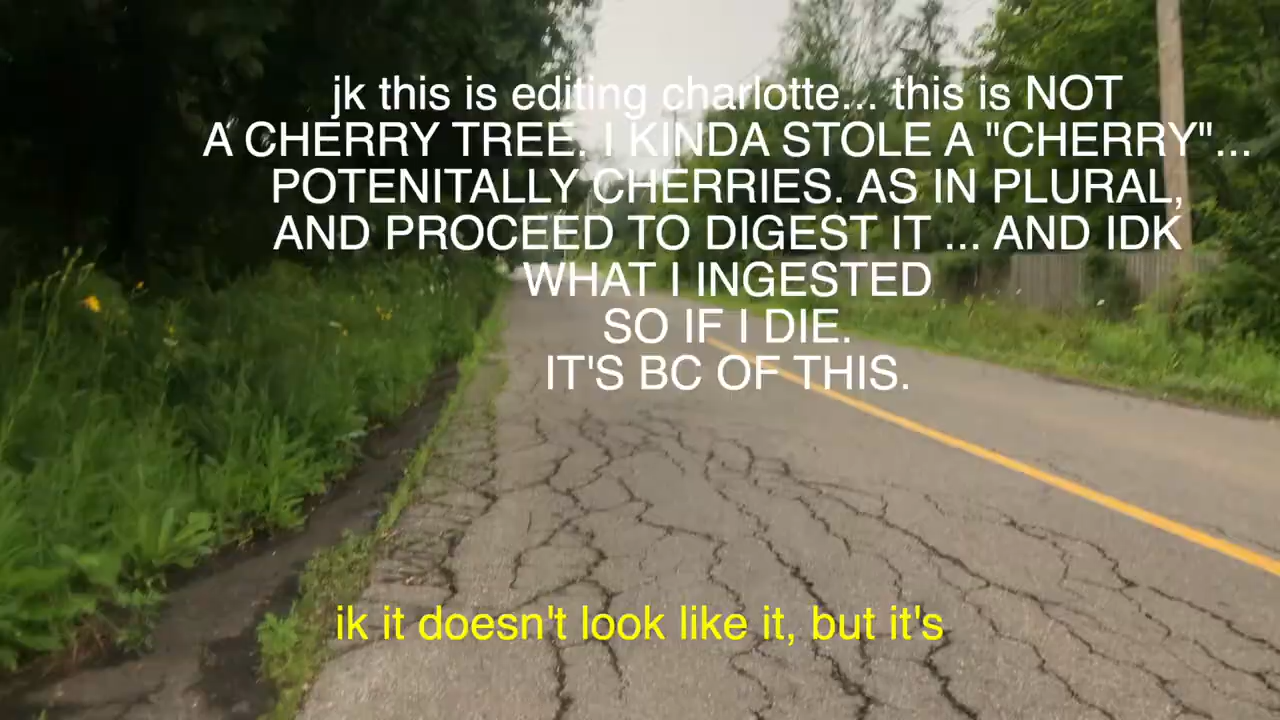 jk this is editing charlotte... this is NOT
A CHERRY TREE. I KINDA STOLE A "CHERRY"...
POTENITALLY CHERRIES. AS IN PLURAL,
AND PROCEED TO DIGEST IT ... AND IDK
WHAT I INGESTED
SO IF I DIE.
IT'S BC OF THIS.
ik it doesn't look like it, but it's